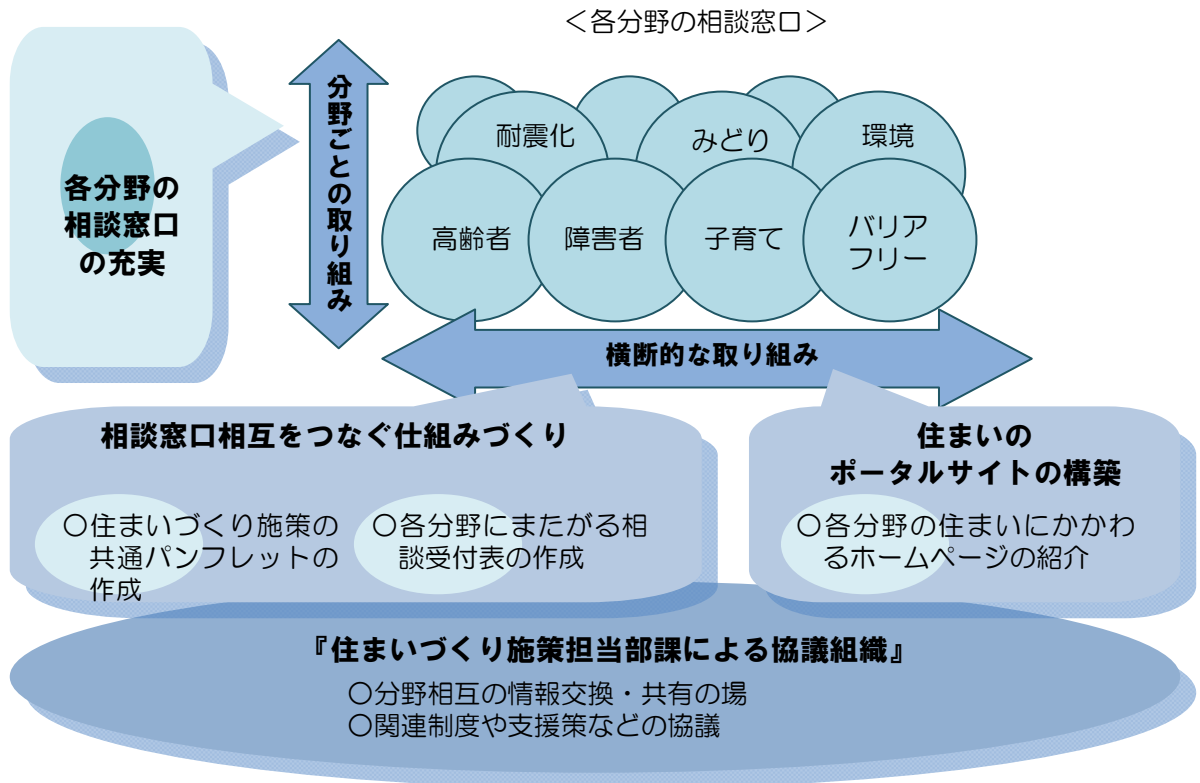 ＜各分野の相談窓口＞
各分野の
相談窓口
の充実
分野ごとの取り組み
耐震化
みどり
環境
高齢者
障害者
子育て
バリア
フリー
横断的な取り組み
相談窓口相互をつなぐ仕組みづくり
○住まいづくり施策の
共通パンフレットの
作成
○各分野にまたがる相
談受付表の作成
住まいの
ポータルサイトの構築
○各分野の住まいにかかわ
るホームページの紹介
『住まいづくり施策担当部課による協議組織』
○分野相互の情報交換・共有の場
○関連制度や支援策などの協議